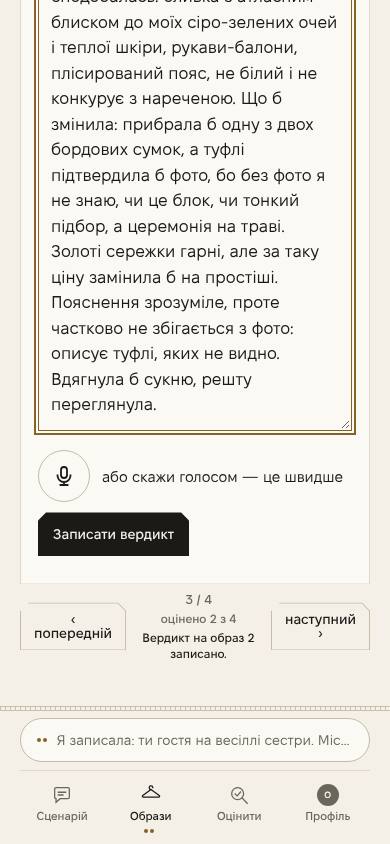 блиском до моїх сіро-зелених очей
і теплої шкіри, рукави-балони,
плісирований пояс, не білий і не
конкурує з нареченою. Що б
змінила: прибрала б одну з двох
бордових сумок, а туфлі
підтвердила б фото, бо без фото я
не знаю, чи це блок, чи тонкий
підбор, а церемонія на траві.
Золоті сережки гарні, але за таку
ціну замінила б на простіші.
Пояснення зрозуміле, проте
частково не збігається з фото:
описує туфлі, яких не видно.
Вдягнула б сукню, решту
переглянула.
або скажи голосом — це швидше
Записати вердикт
‹
попередній
3 / 4
оцінено 2 з 4
Вердикт на образ 2
записано.
наступний
›
Я записала: ти гостя на весіллі сестри. Міс...
Сценарій
Образи
Оцінити
О
Профіль